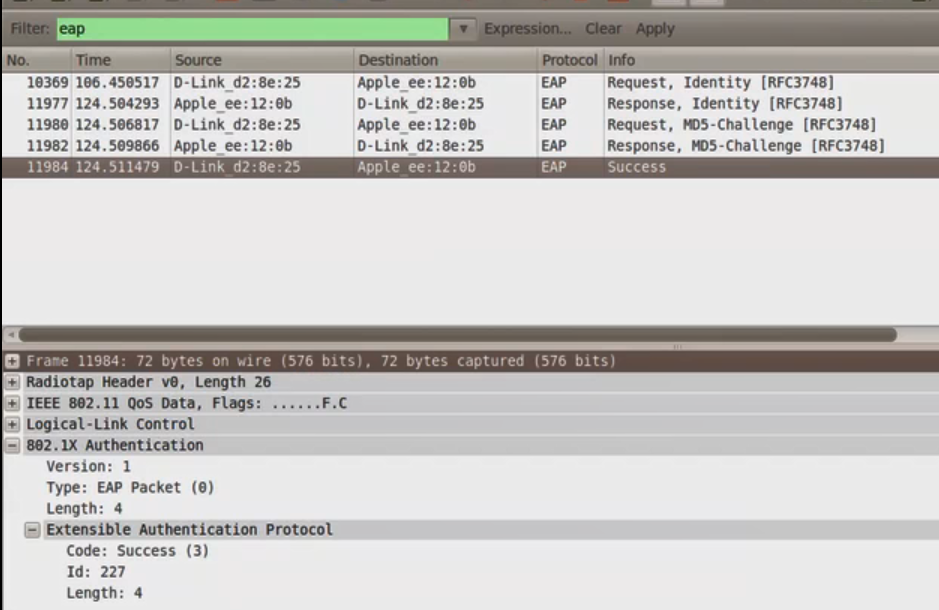 Filter: eap Expression... Clear Apply
No. Time Source Destination Protocol Info
10369 106.450517 D-Link_d2:8e:25 Apple_ee:12:0b EAP Request, Identity [RFC3748]
11977 124.504293 Apple_ee:12:0b D-Link_d2:8e:25 EAP Response, Identity [RFC3748]
11980 124.506817 D-Link_d2:8e:25 Apple_ee:12:0b EAP Request, MD5-Challenge [RFC3748]
11982 124.509866 Apple_ee:12:0b D-Link_d2:8e:25 EAP Response, MD5-Challenge [RFC3748]
11984 124.511479 D-Link_d2:8e:25 Apple_ee:12:0b EAP Success
Frame 11984: 72 bytes on wire (576 bits), 72 bytes captured (576 bits)
Radiotap Header v0, Length 26
IEEE 802.11 QoS Data, Flags: ......F.C
Logical-Link Control
802.1X Authentication
Version: 1
Type: EAP Packet (0)
Length: 4
Extensible Authentication Protocol
Code: Success (3)
Id: 227
Length: 4